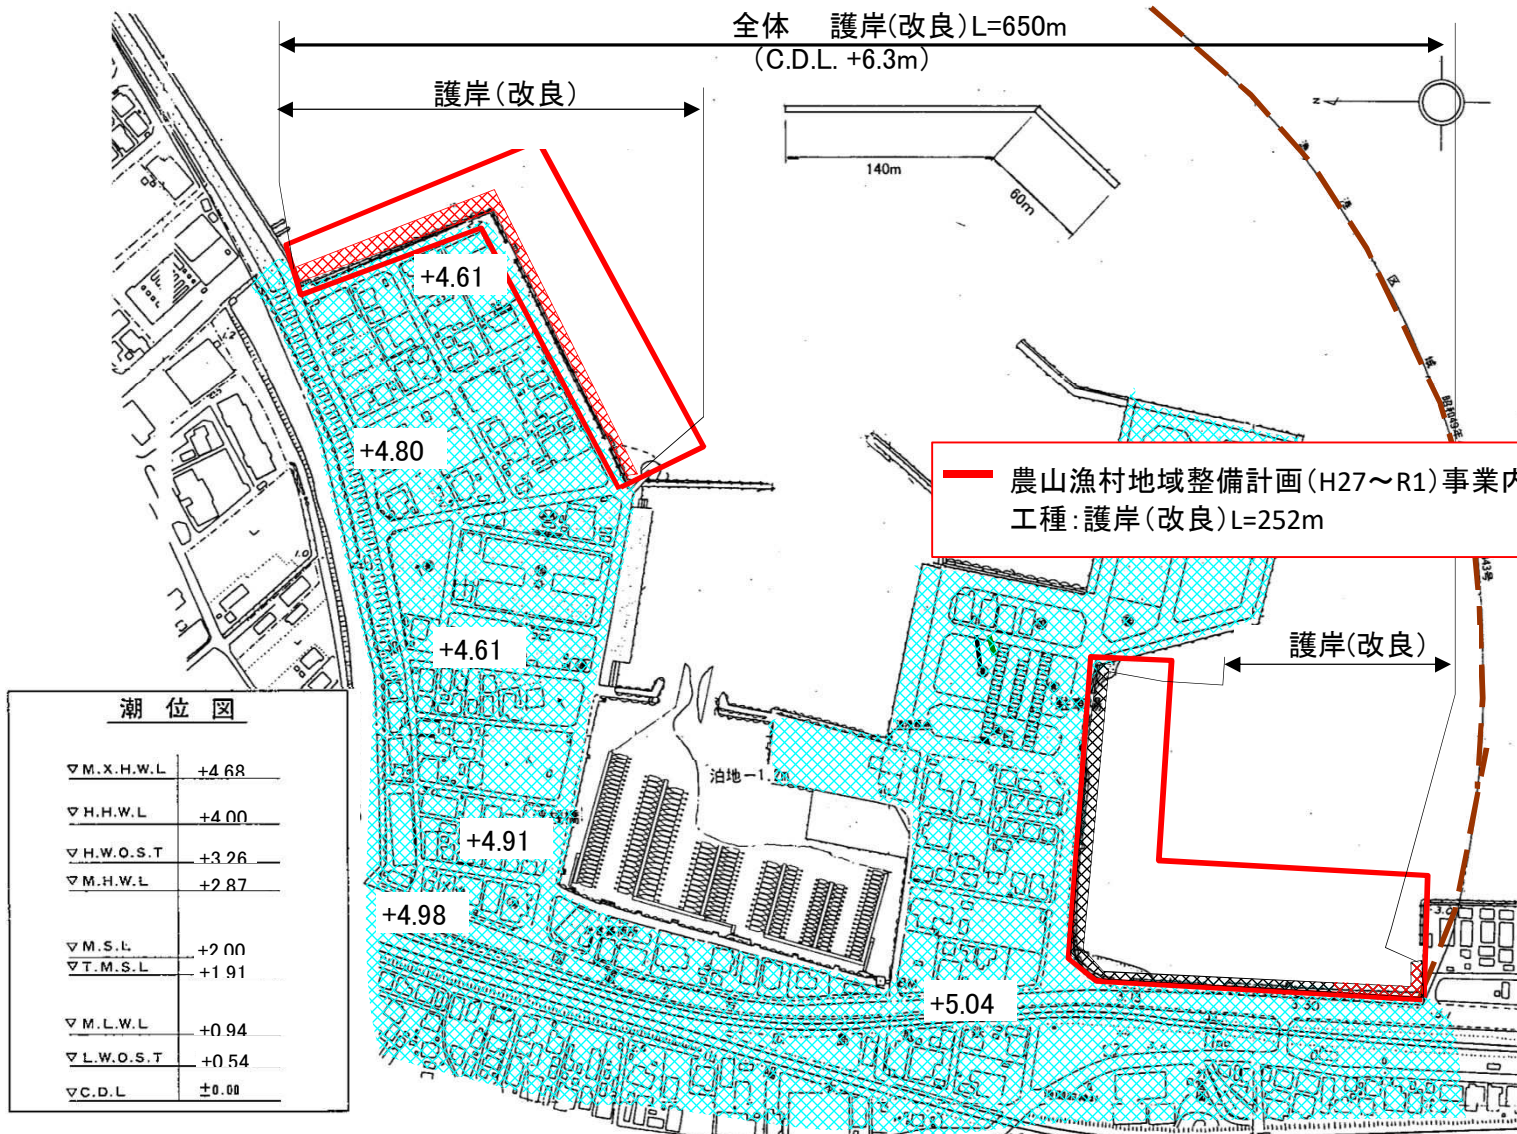 全体　護岸(改良)L=650m
(C.D.L. +6.3m)
護岸(改良)
N
140m
60m
+4.61
+4.80
農山漁村地域整備計画(H27～R1)事業内
工種:護岸(改良)L=252m
護岸(改良)
+4.61
泊地-1.2m
+4.91
+4.98
+5.04
潮位図
▽M.X.H.W.L +4.68
▽H.H.W.L +4.00
▽H.W.O.S.T +3.26
▽M.H.W.L +2.87
▽M.S.L +2.00
▽T.M.S.L +1.91
▽M.L.W.L +0.94
▽L.W.O.S.T +0.54
▽C.D.L ±0.00